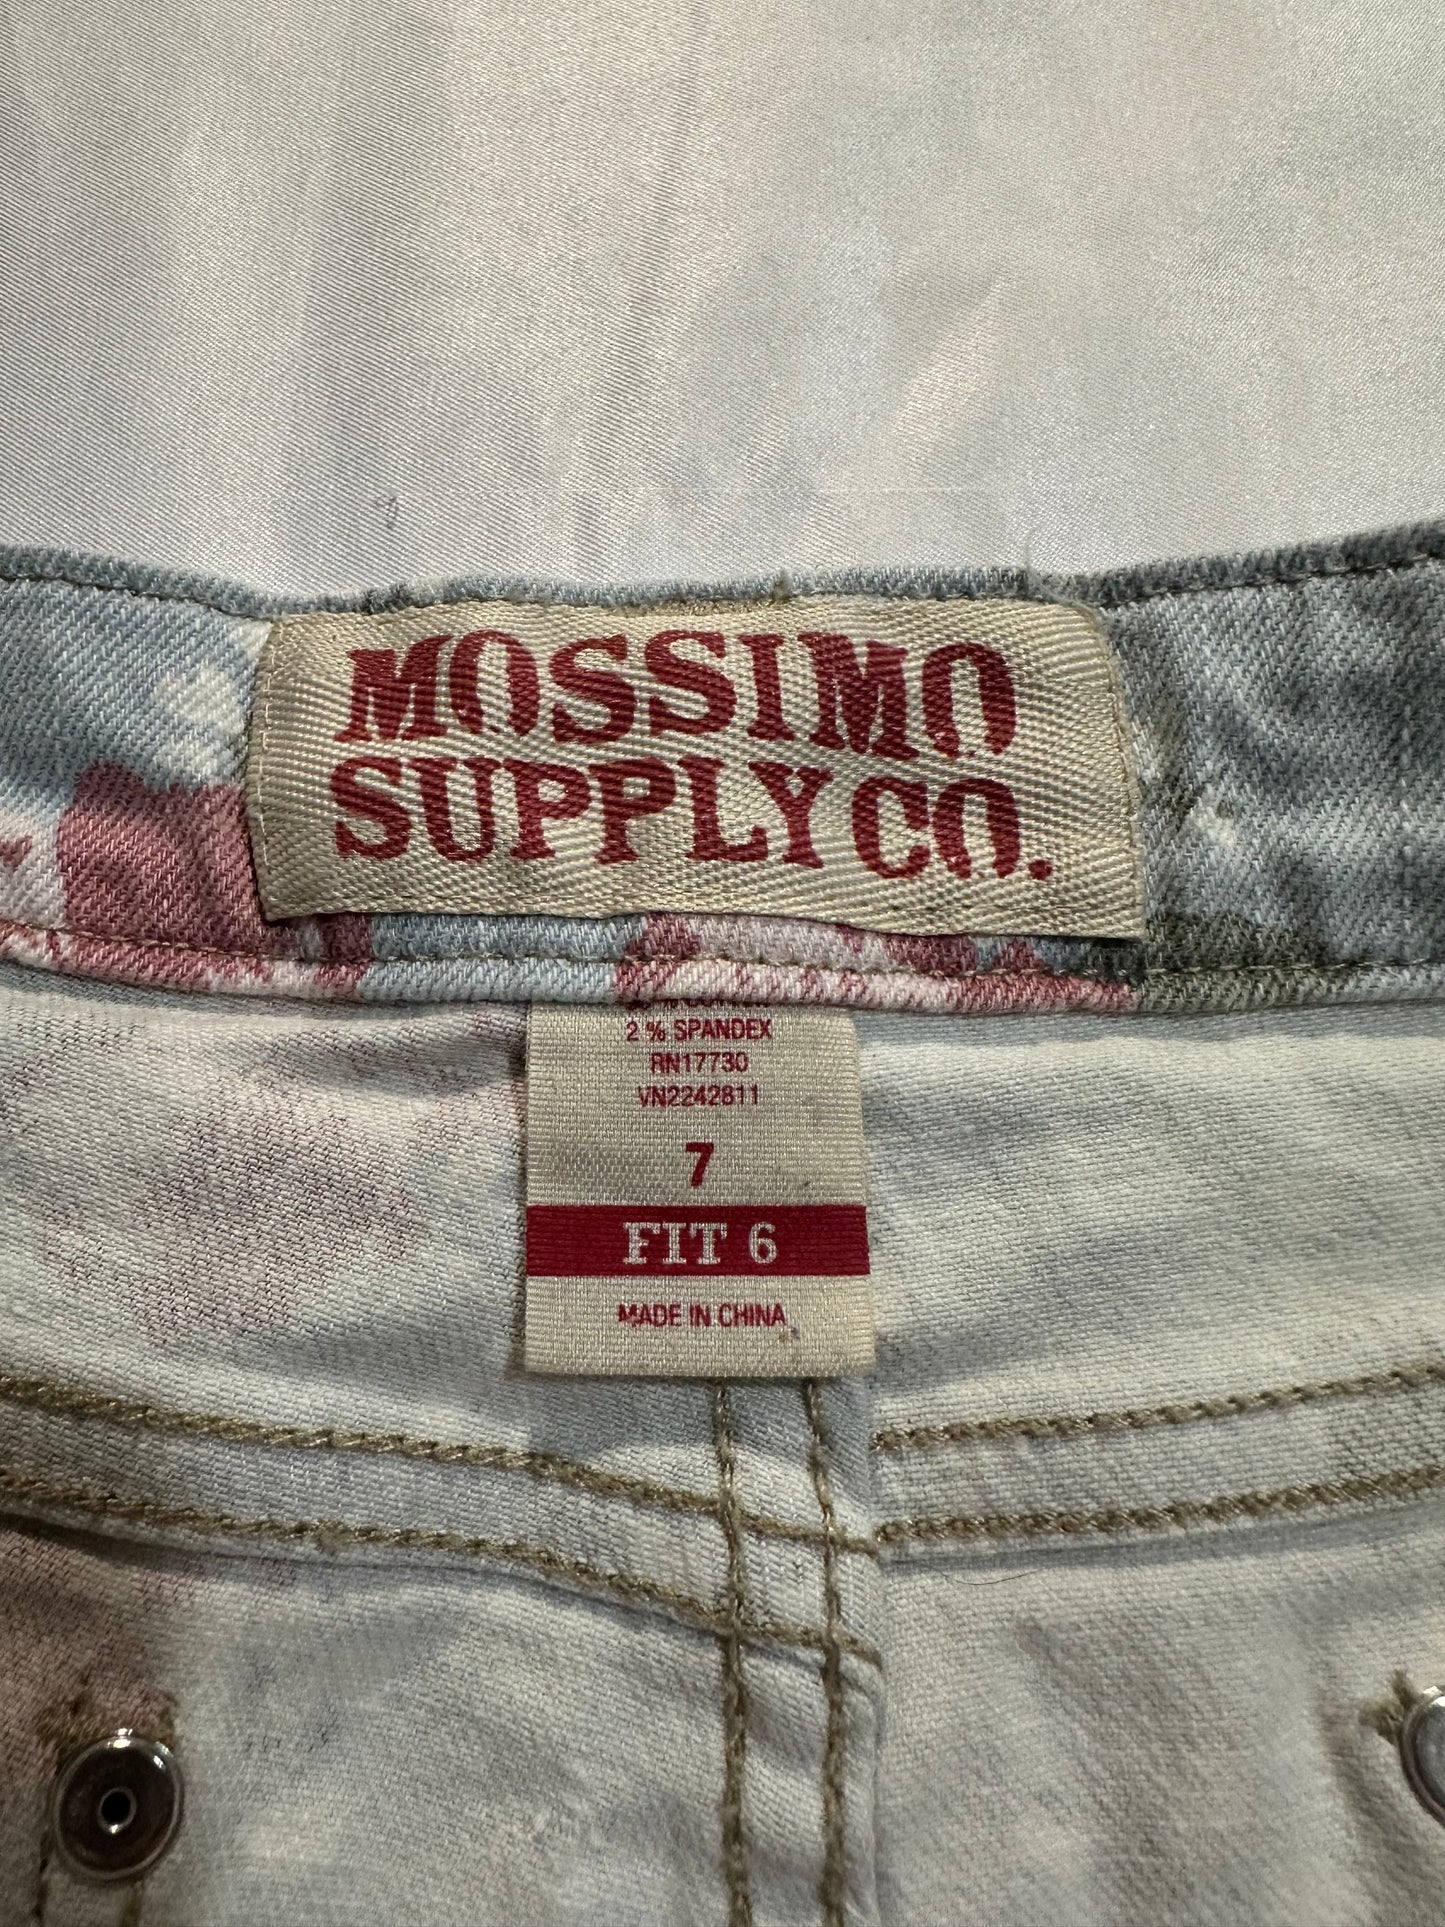 MOSSIMO
SUPPLY CO.
2 % SPANDEX
RN17730
VN2242811
7
FIT 6
MADE IN CHINA